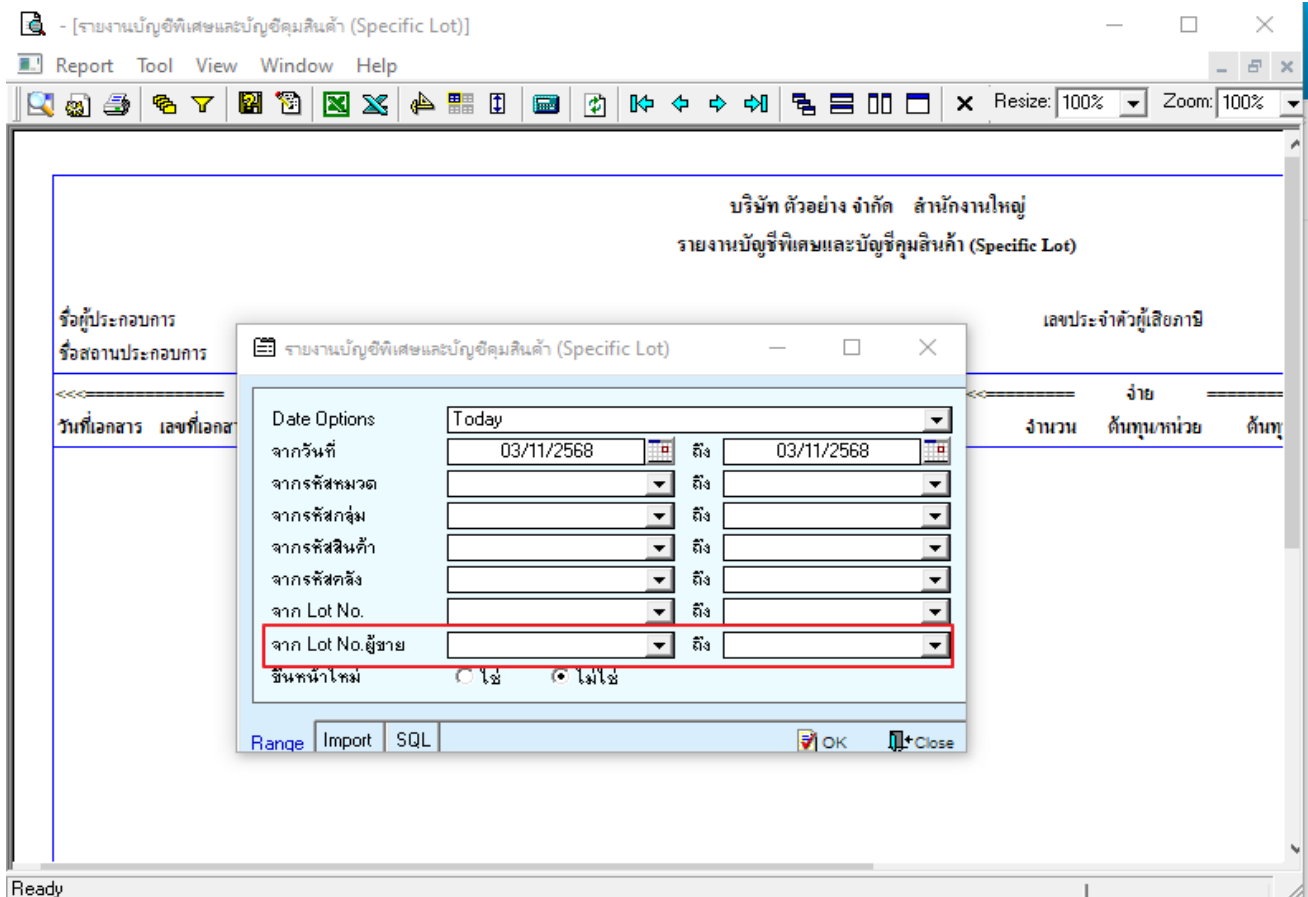 - [รายงานบัญชีพิเศษและบัญชีคุมสินค้า (Specific Lot)]
Report Tool View Window Help
Resize: 100% Zoom: 100%
บริษัท ตัวอย่าง จำกัด สำนักงานใหญ่
รายงานบัญชีพิเศษและบัญชีคุมสินค้า (Specific Lot)
ชื่อผู้ประกอบการ เลขประจำตัวผู้เสียภาษี
ชื่อสถานประกอบการ
<<<============== <<========== จ่าย ========
วันที่เอกสาร เลขที่เอกสา จำนวน ต้นทุน/หน่วย ต้นทุ
รายงานบัญชีพิเศษและบัญชีคุมสินค้า (Specific Lot)
Date Options Today
จากวันที่ 03/11/2568 ถึง 03/11/2568
จากรหัสหมวด ถึง
จากรหัสกลุ่ม ถึง
จากรหัสสินค้า ถึง
จากรหัสคลัง ถึง
จาก Lot No. ถึง
จาก Lot No.ผู้ขาย ถึง
ขึ้นหน้าใหม่ ใช่ ไม่ใช่
Range Import SQL OK Close
Ready